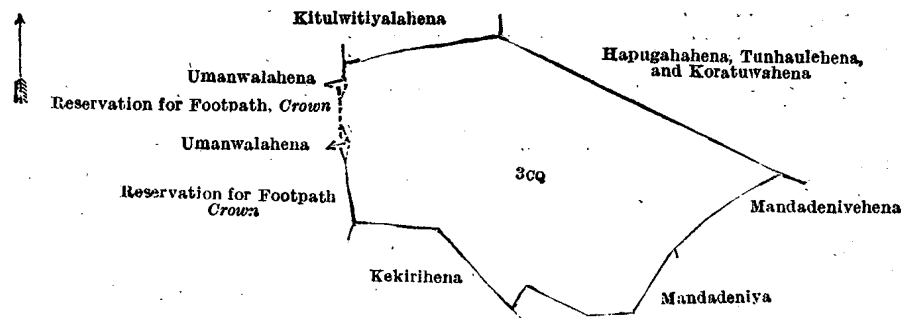 Kitulwitiyalahena
Hapugahahena, Tunhaulehena,
and Koratuwahena
Umanwalahena
Reservation for Footpath, Crown
Umanwalahena
3CQ
Reservation for Footpath
Crown
Mandadenivehena
Kekirihena
Mandadeniya